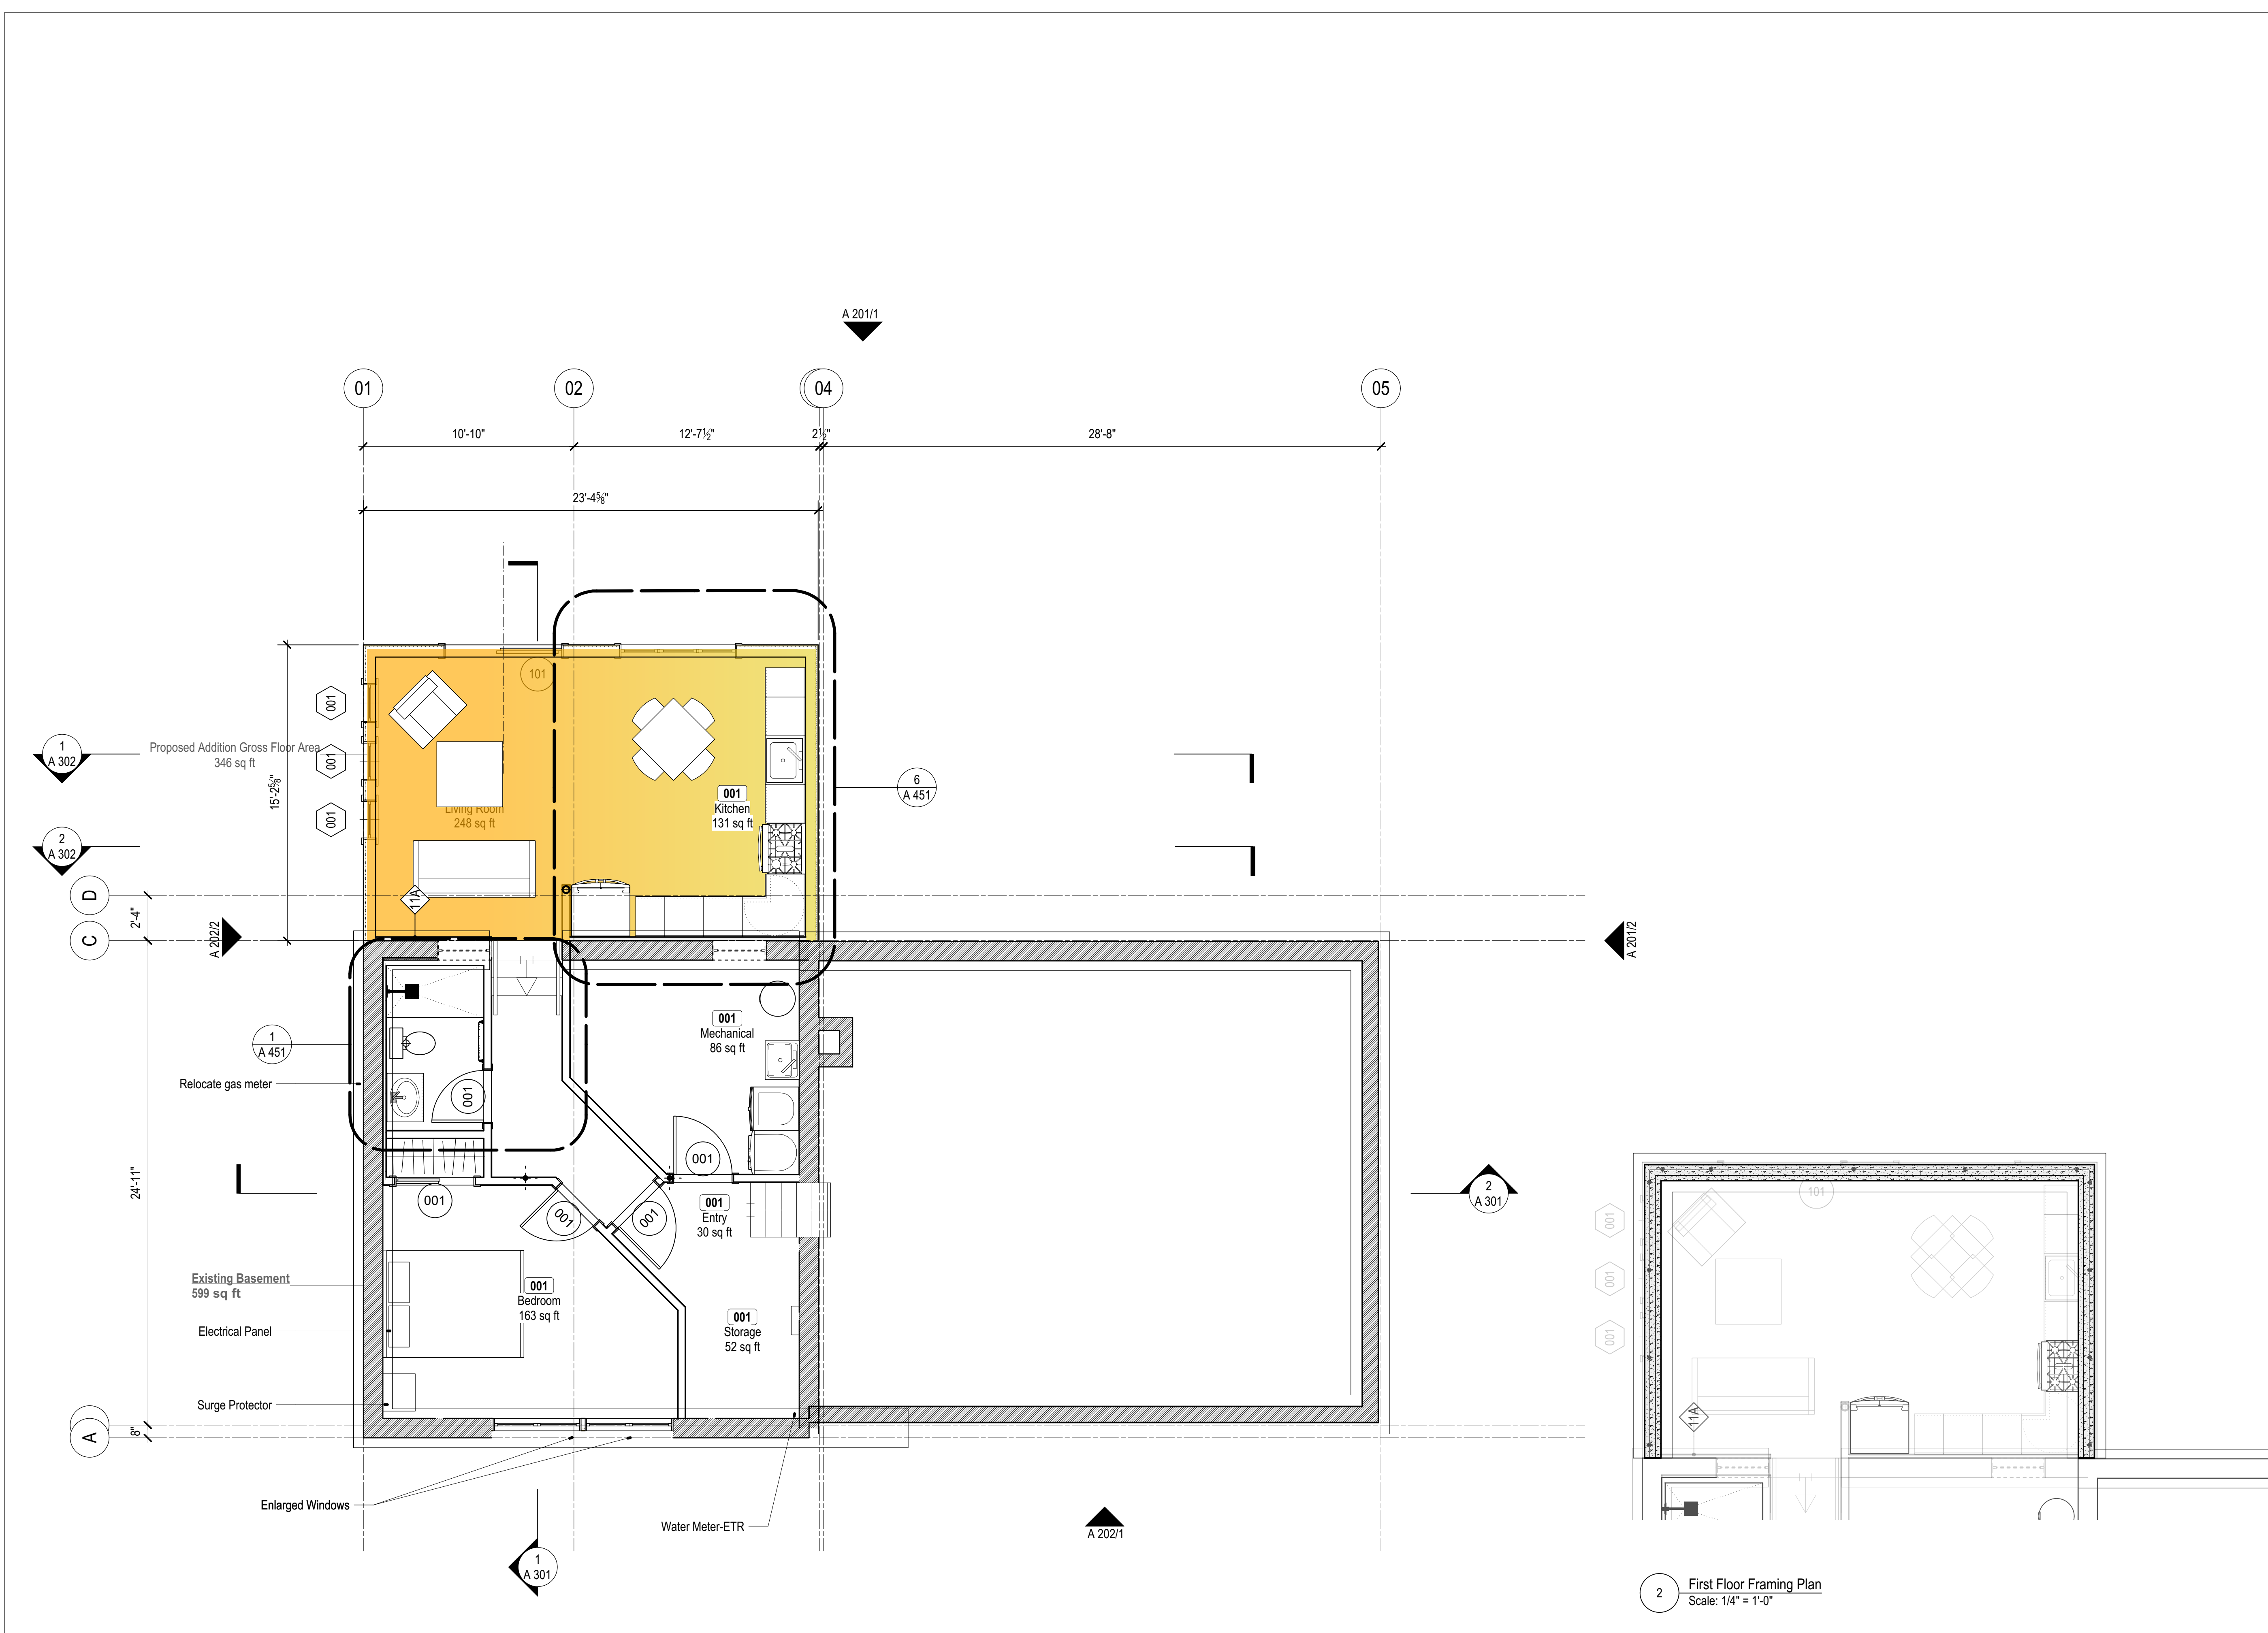 A 201/1
01
02
04
05
10'-10"
12'-7½"
2½"
28'-8"
23'-4⅝"
101
001
001
001
1
A 302
Proposed Addition Gross Floor Area
346 sq ft
15'-2⅝"
2
A 302
Living Room
248 sq ft
001
Kitchen
131 sq ft
6
A 451
11A
D
2'-4"
C
A 202/2
A 201/2
1
A 451
Relocate gas meter
001
Mechanical
86 sq ft
001
001
001
001
001
24'-11"
001
Entry
30 sq ft
2
A 301
Existing Basement
599 sq ft
001
Bedroom
163 sq ft
Electrical Panel
001
Storage
52 sq ft
Surge Protector
A
8"
Enlarged Windows
Water Meter-ETR
A 202/1
1
A 301
101
001
001
001
11A
2
First Floor Framing Plan
Scale: 1/4" = 1'-0"